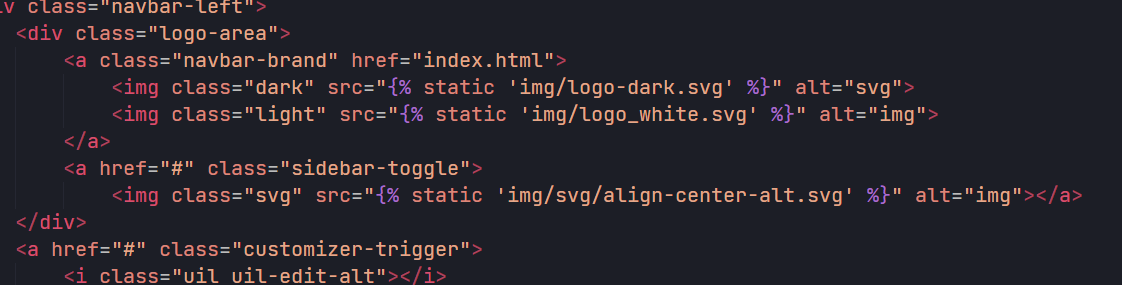 iv class="navbar-left">
<div class="logo-area">
<a class="navbar-brand" href="index.html">
<img class="dark" src="{% static 'img/logo-dark.svg' %}" alt="svg">
<img class="light" src="{% static 'img/logo_white.svg' %}" alt="img">
</a>
<a href="#" class="sidebar-toggle">
<img class="svg" src="{% static 'img/svg/align-center-alt.svg' %}" alt="img"></a>
</div>
<a href="#" class="customizer-trigger">
<i class="uil uil-edit-alt"></i>